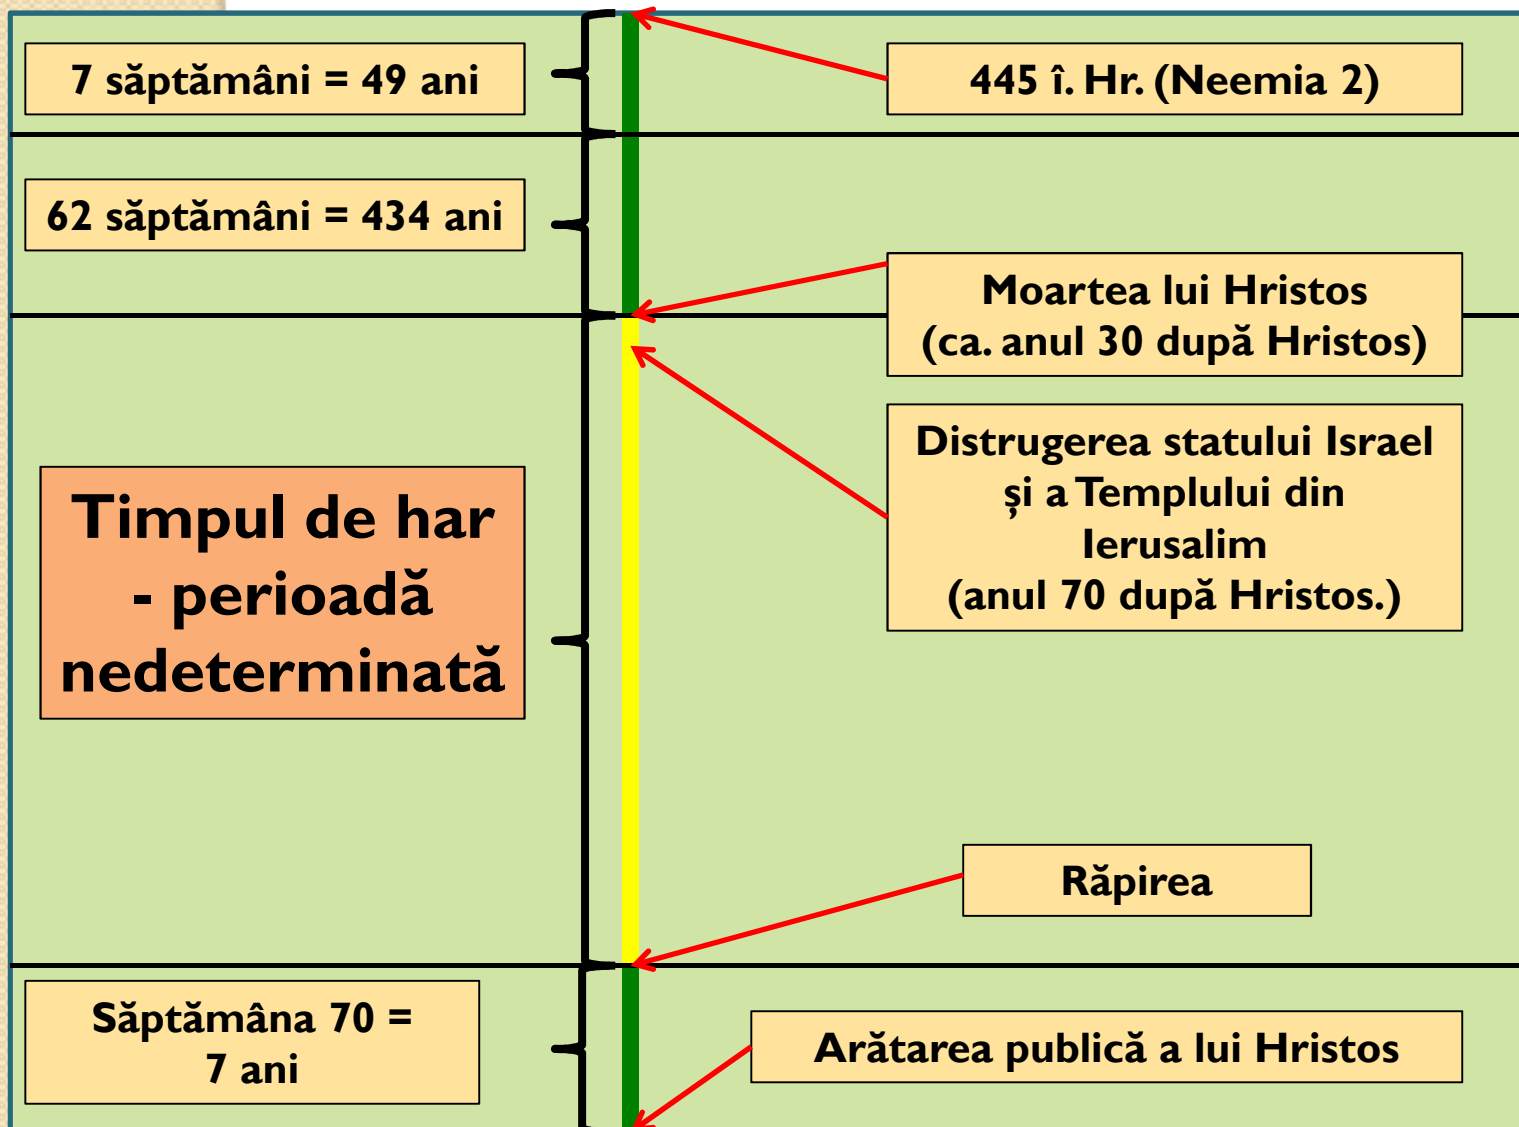 7 săptămâni = 49 ani
445 î. Hr. (Neemia 2)
62 săptămâni = 434 ani
Moartea lui Hristos
(ca. anul 30 după Hristos)
Distrugerea statului Israel
și a Templului din
Ierusalim
(anul 70 după Hristos.)
Timpul de har
- perioadă
nedeterminată
Răpirea
Săptămâna 70 =
7 ani
Arătarea publică a lui Hristos